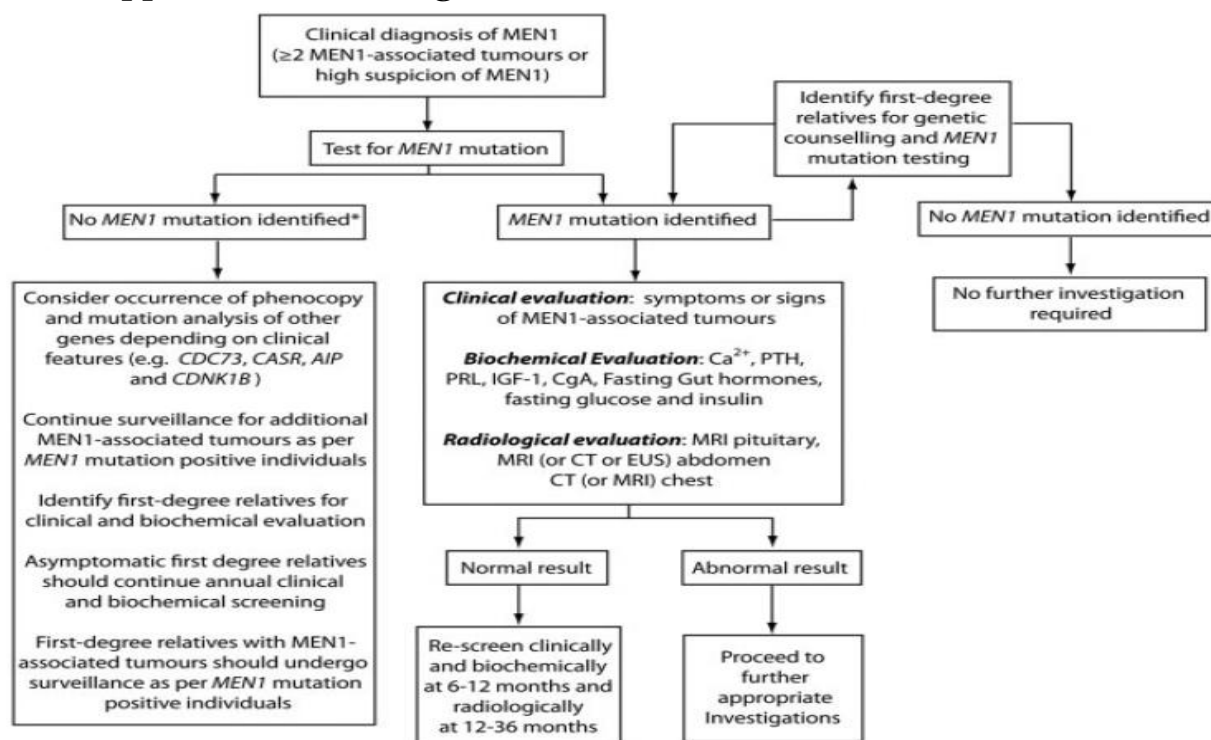 Clinical diagnosis of MEN1
(≥2 MEN1-associated tumours or
high suspicion of MEN1)
Test for MEN1 mutation
Identify first-degree
relatives for genetic
counselling and MEN1
mutation testing
No MEN1 mutation identified*
MEN1 mutation identified
No MEN1 mutation identified
No further investigation
required
Consider occurrence of phenocopy
and mutation analysis of other
genes depending on clinical
features (e.g. CDC73, CASR, AIP
and CDNK1B )
Continue surveillance for additional
MEN1-associated tumours as per
MEN1 mutation positive individuals
Identify first-degree relatives for
clinical and biochemical evaluation
Asymptomatic first degree relatives
should continue annual clinical
and biochemical screening
First-degree relatives with MEN1-
associated tumours should undergo
surveillance as per MEN1 mutation
positive individuals
Clinical evaluation: symptoms or signs
of MEN1-associated tumours
Biochemical Evaluation: Ca2+, PTH,
PRL, IGF-1, CgA, Fasting Gut hormones,
fasting glucose and insulin
Radiological evaluation: MRI pituitary,
MRI (or CT or EUS) abdomen
CT (or MRI) chest
Normal result
Abnormal result
Re-screen clinically
and biochemically
at 6-12 months and
radiologically
at 12-36 months
Proceed to
further
appropriate
Investigations